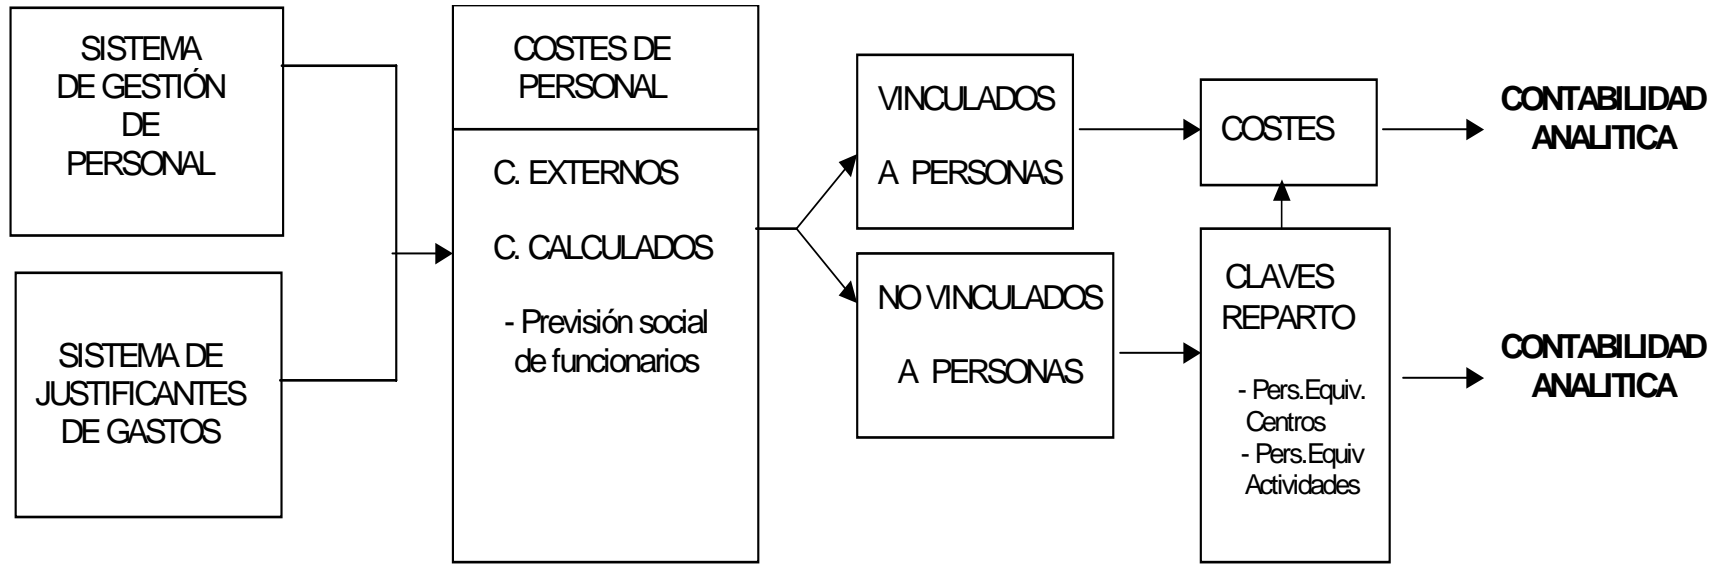 SISTEMA
DE GESTIÓN
DE
PERSONAL
SISTEMA DE
JUSTIFICANTES
DE GASTOS
COSTES DE
PERSONAL
C. EXTERNOS
C. CALCULADOS
- Previsión social
de funcionarios
VINCULADOS
A PERSONAS
NO VINCULADOS
A PERSONAS
COSTES
CLAVES
REPARTO
- Pers.Equiv.
Centros
- Pers.Equiv
Actividades
CONTABILIDAD
ANALITICA
CONTABILIDAD
ANALITICA